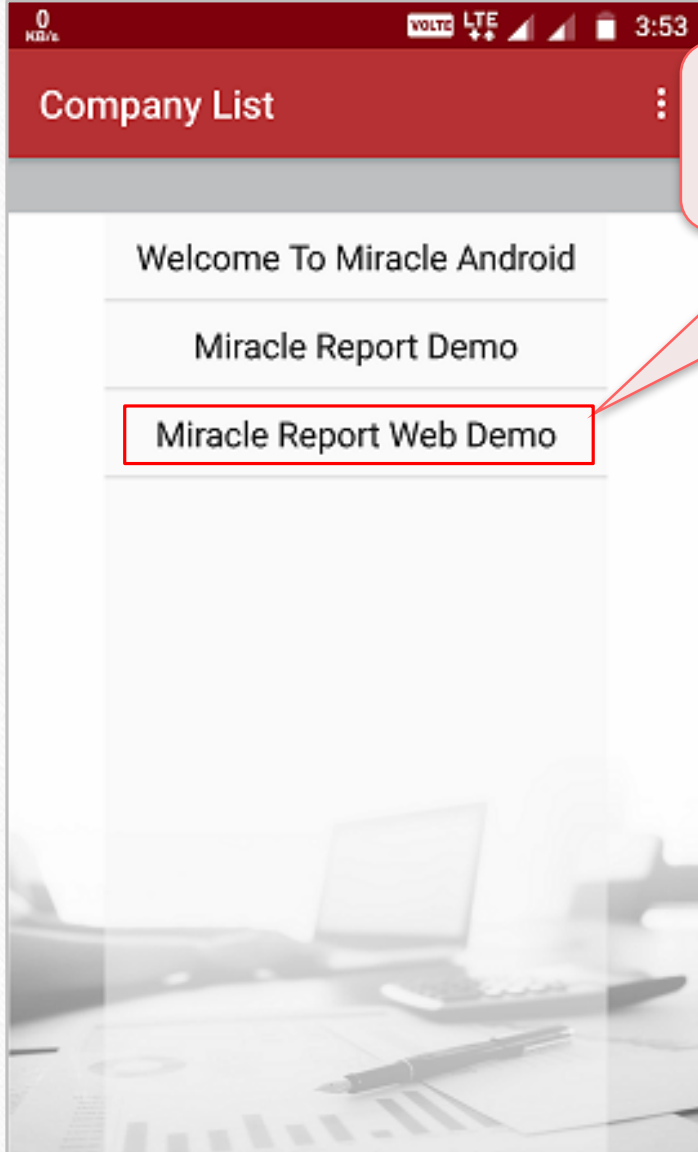 0
KB/s
VOLTE LTE 3:53
Company List
Welcome To Miracle Android
Miracle Report Demo
Miracle Report Web Demo